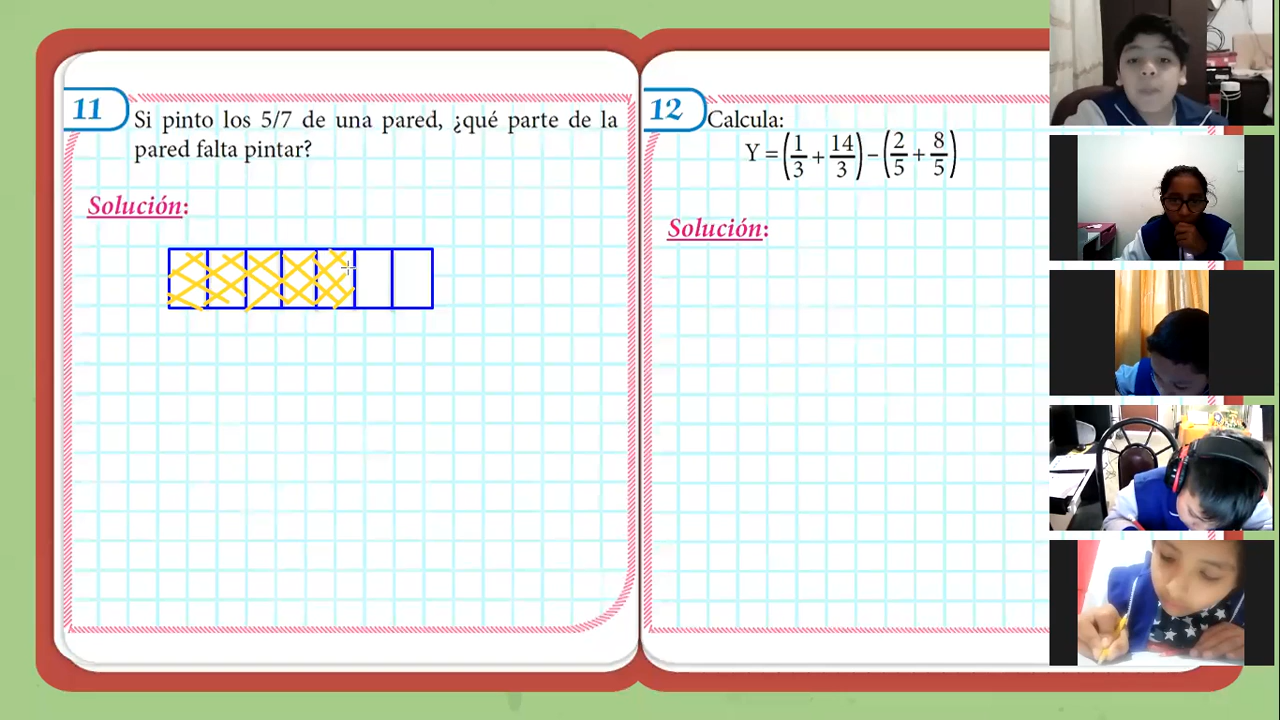 11
Si pinto los 5/7 de una pared, ¿qué parte de la
pared falta pintar?
Solución:
12
Calcula:
Y = (1/3 + 14/3) - (2/5 + 8/5)
Solución: